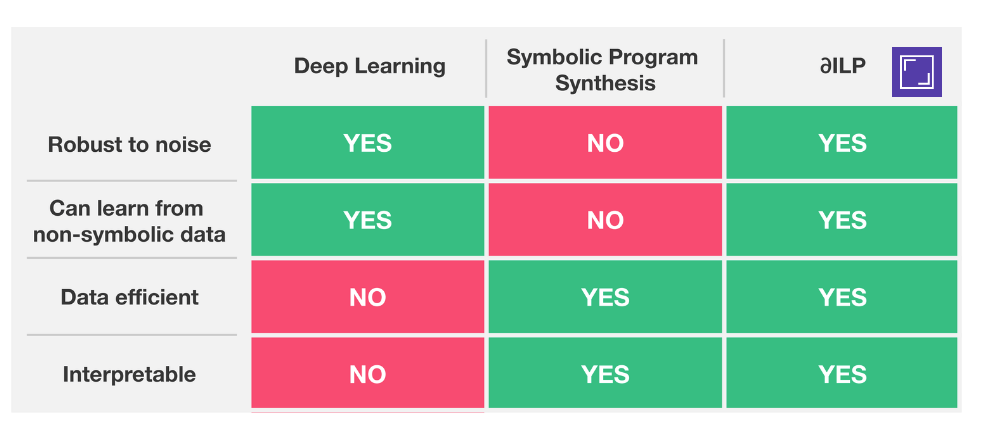 Deep Learning
Symbolic Program
Synthesis
∂ILP
Robust to noise
YES
NO
YES
Can learn from
non-symbolic data
YES
NO
YES
Data efficient
NO
YES
YES
Interpretable
NO
YES
YES